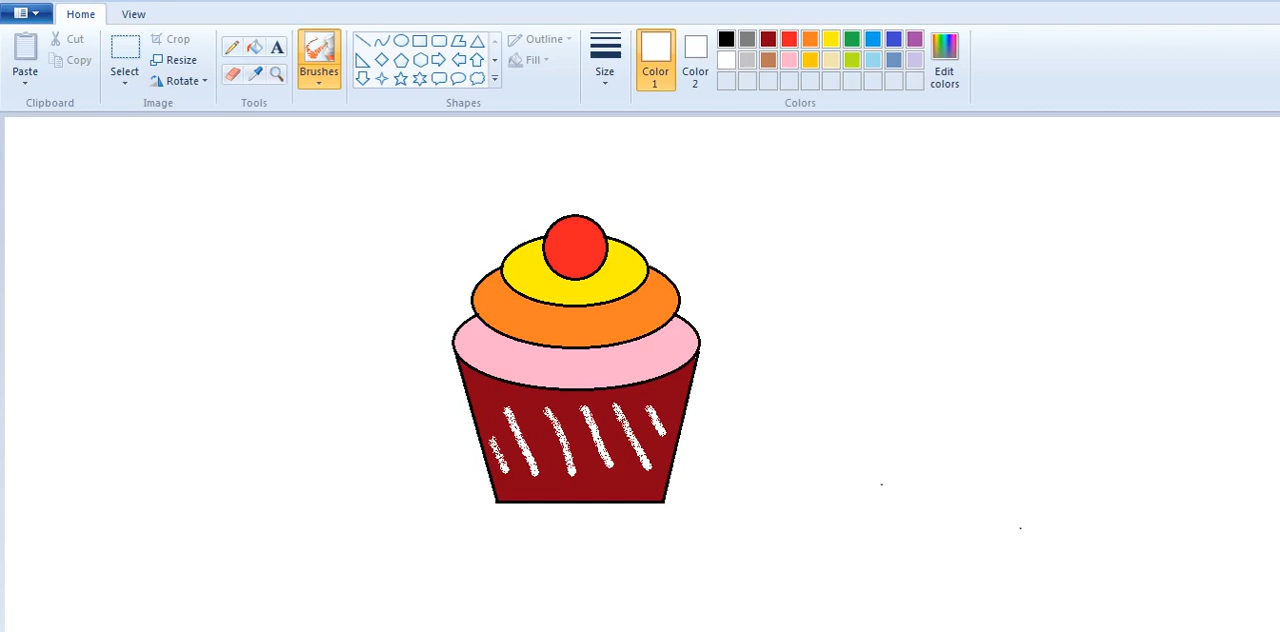 Home View
Cut Crop Outline
Paste Copy Select Resize Brushes Fill Size Color 1 Color 2 Edit colors
Rotate A
Clipboard Image Tools Shapes Colors